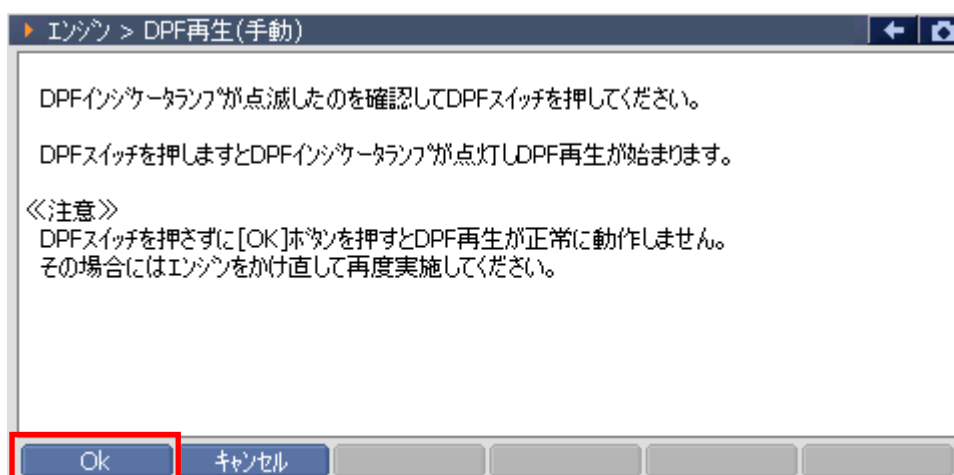 エンジン > DPF再生(手動)
DPFインジケータランプが点滅したのを確認してDPFスイッチを押してください。
DPFスイッチを押しますとDPFインジケータランプが点灯しDPF再生が始まります。
≪注意≫
DPFスイッチを押さずに[OK]ボタンを押すとDPF再生が正常に動作しません。
その場合にはエンジンをかけ直して再度実施してください。
Ok キャンセル